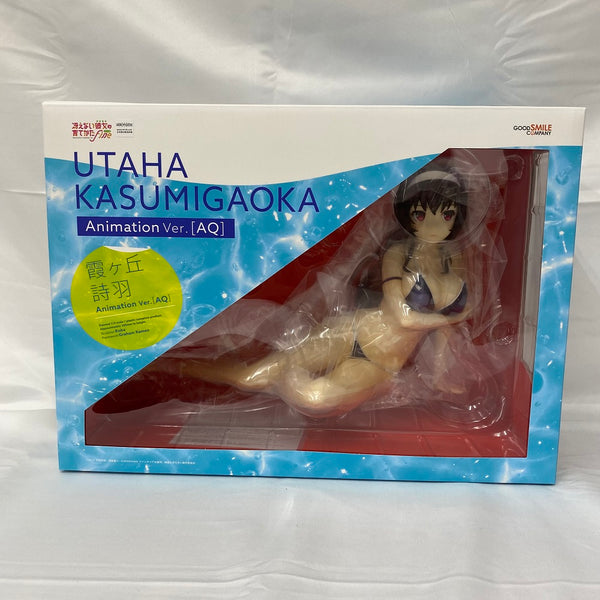 冴えない彼女の
育てかた fine
GOOD SMILE
COMPANY
UTAHA
KASUMIGAOKA
Animation Ver. [AQ]
霞ヶ丘
詩羽
Animation Ver. [AQ]